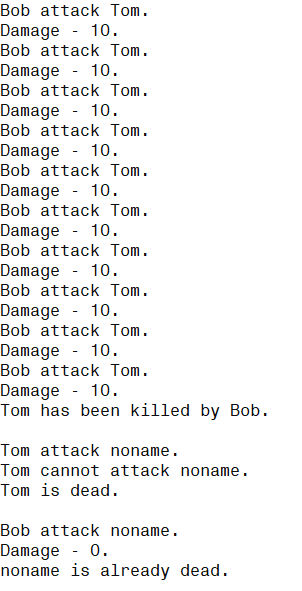 Bob attack Tom.
Damage - 10.
Bob attack Tom.
Damage - 10.
Bob attack Tom.
Damage - 10.
Bob attack Tom.
Damage - 10.
Bob attack Tom.
Damage - 10.
Bob attack Tom.
Damage - 10.
Bob attack Tom.
Damage - 10.
Bob attack Tom.
Damage - 10.
Bob attack Tom.
Damage - 10.
Bob attack Tom.
Damage - 10.
Tom has been killed by Bob.

Tom attack noname.
Tom cannot attack noname.
Tom is dead.

Bob attack noname.
Damage - 0.
noname is already dead.